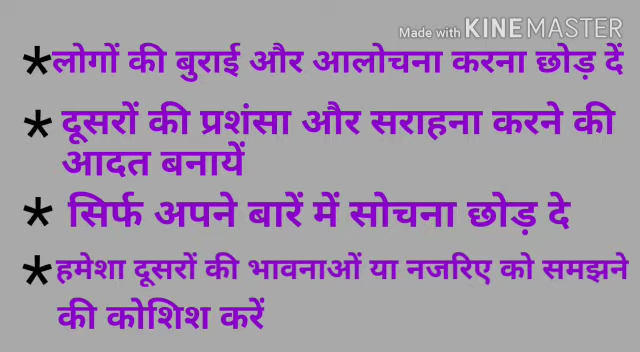 Made with KINEMASTER
*लोगों की बुराई और आलोचना करना छोड़ दें
* दूसरों की प्रशंसा और सराहना करने की
आदत बनायें
* सिर्फ अपने बारें में सोचना छोड़ दे
*हमेशा दूसरों की भावनाओं या नजरिए को समझने
की कोशिश करें